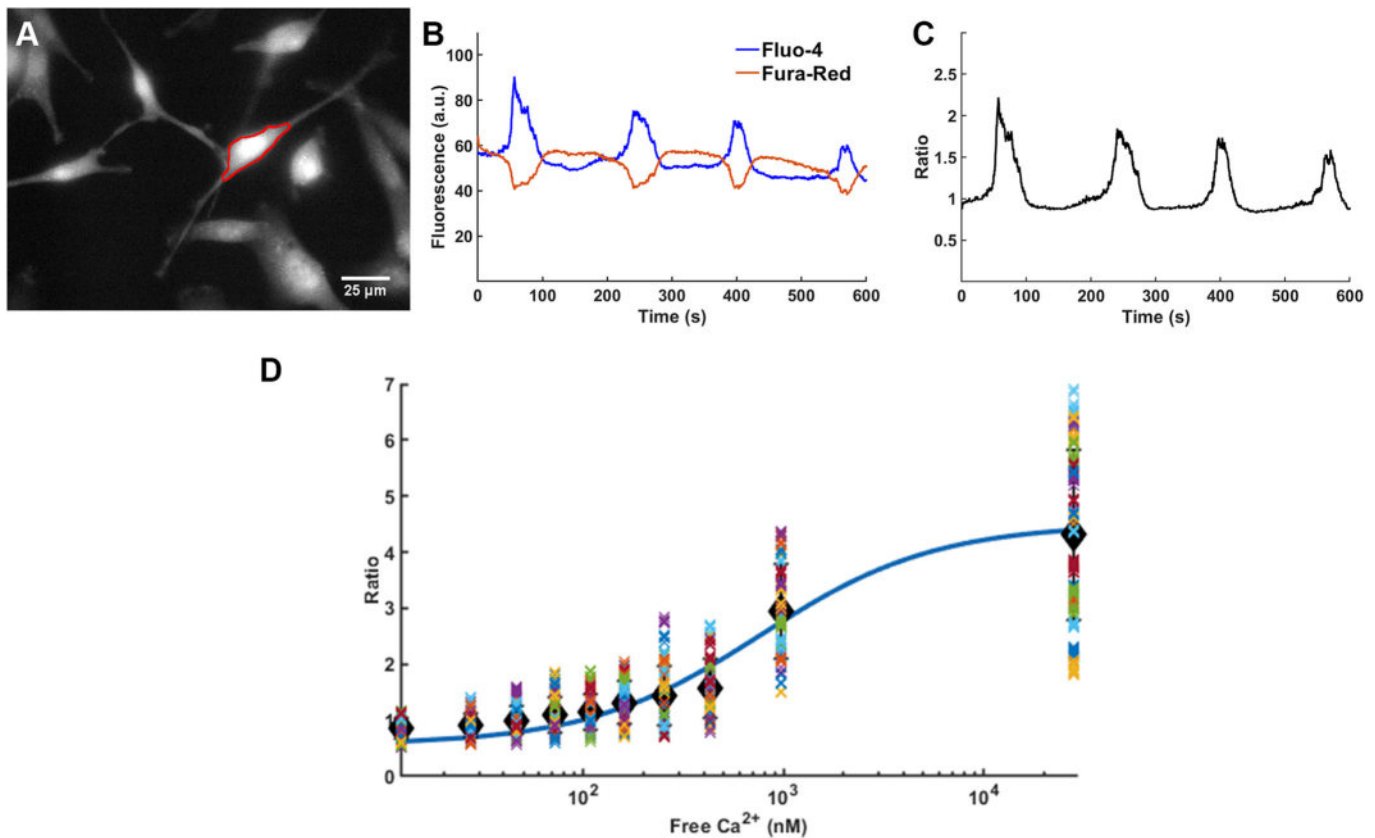 A
25 µm
B
Fluo-4
Fura-Red
100
80
60
40
20
Fluorescence (a.u.)
0 100 200 300 400 500 600
Time (s)
C
2.5
2
1.5
1
0.5
Ratio
0 100 200 300 400 500 600
Time (s)
D
7
6
5
4
3
2
1
0
Ratio
10² 10³ 10⁴
Free Ca²⁺ (nM)